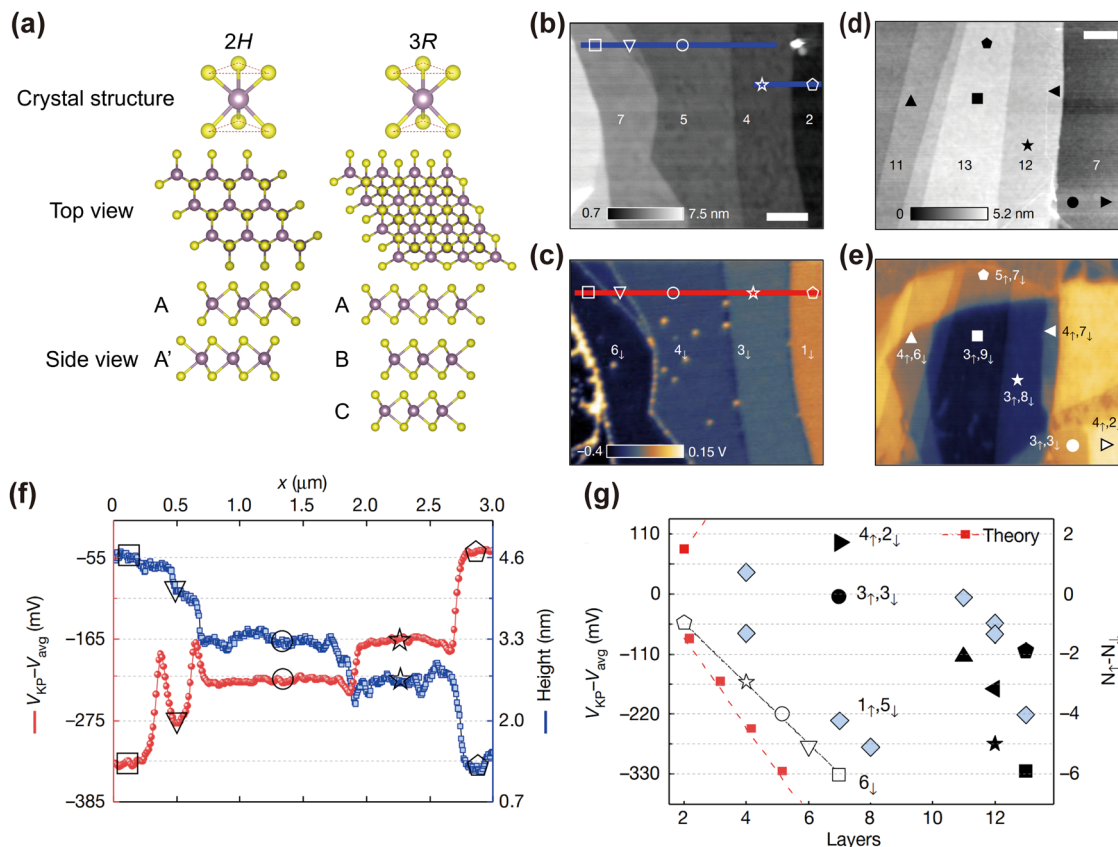 (a)
2H
3R
Crystal structure
Top view
A
A
Side view
A'
B
C
(b)
7
5
4
2
0.7
7.5 nm
(d)
11
13
12
7
0
5.2 nm
(c)
6↓
4↓
3↓
1↓
−0.4
0.15 V
(e)
5↑,7↓
4↑,7↓
4↑,6↓
3↑,9↓
3↑,8↓
3↑,3↓
4↑,2
(f)
x (μm)
0 0.5 1.0 1.5 2.0 2.5 3.0
−55
−165
−275
−385
V_KP−V_avg (mV)
4.6
3.3
2.0
0.7
Height (nm)
(g)
110
0
−110
−220
−330
V_KP−V_avg (mV)
4↑,2↓
3↑,3↓
1↑,5↓
6↓
Theory
2
0
−2
−4
−6
N↑−N↓
2 4 6 8 10 12
Layers